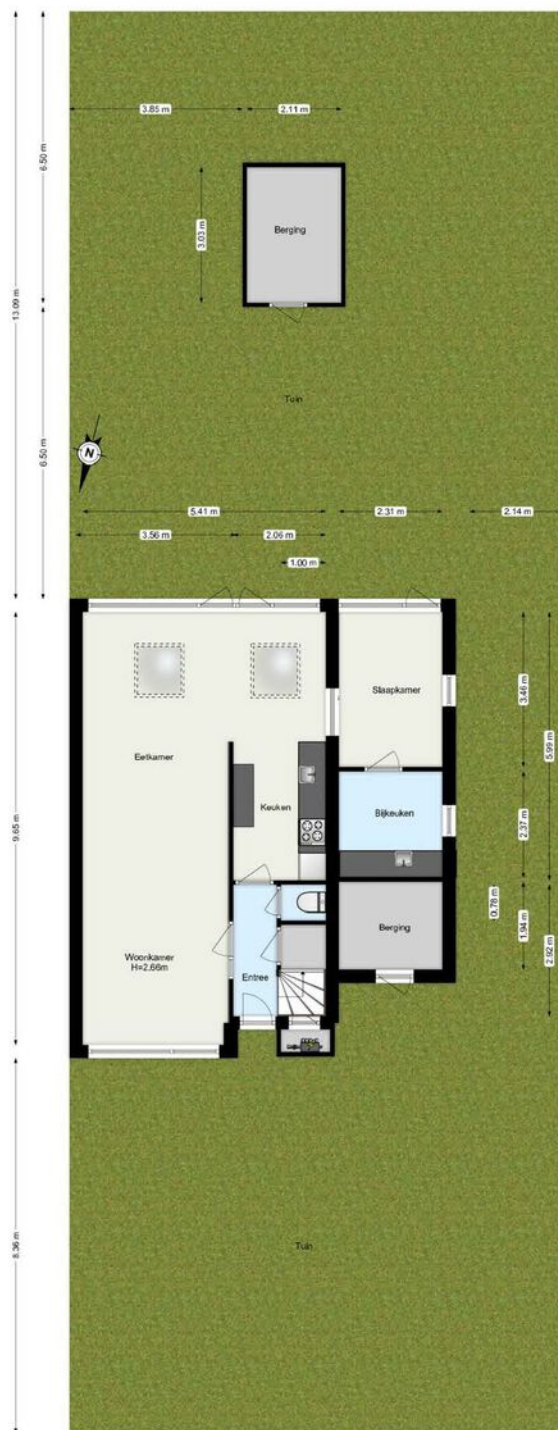 3.85 m
2.11 m
6.50 m
3.03 m
Berging
13.09 m
Tuin
N
6.50 m
5.41 m
2.31 m
2.14 m
3.56 m
2.06 m
1.00 m
Slaapkamer
3.46 m
5.99 m
Eetkamer
Keuken
Bijkeuken
2.37 m
9.65 m
0.78 m
Berging
1.94 m
2.92 m
Woonkamer
H=2.66m
Entree
8.36 m
Tuin